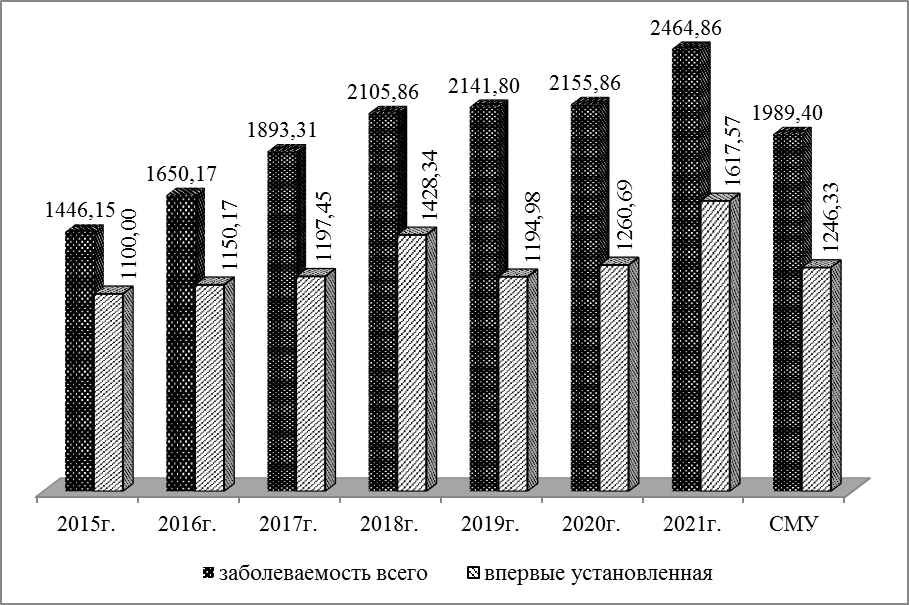 2464,86
2105,86 2141,80 2155,86
1989,40
1893,31
1650,17
1446,15
1100,00 1150,17 1197,45 1428,34 1194,98 1260,69 1617,57 1246,33
2015г. 2016г. 2017г. 2018г. 2019г. 2020г. 2021г. СМУ
заболеваемость всего впервые установленная